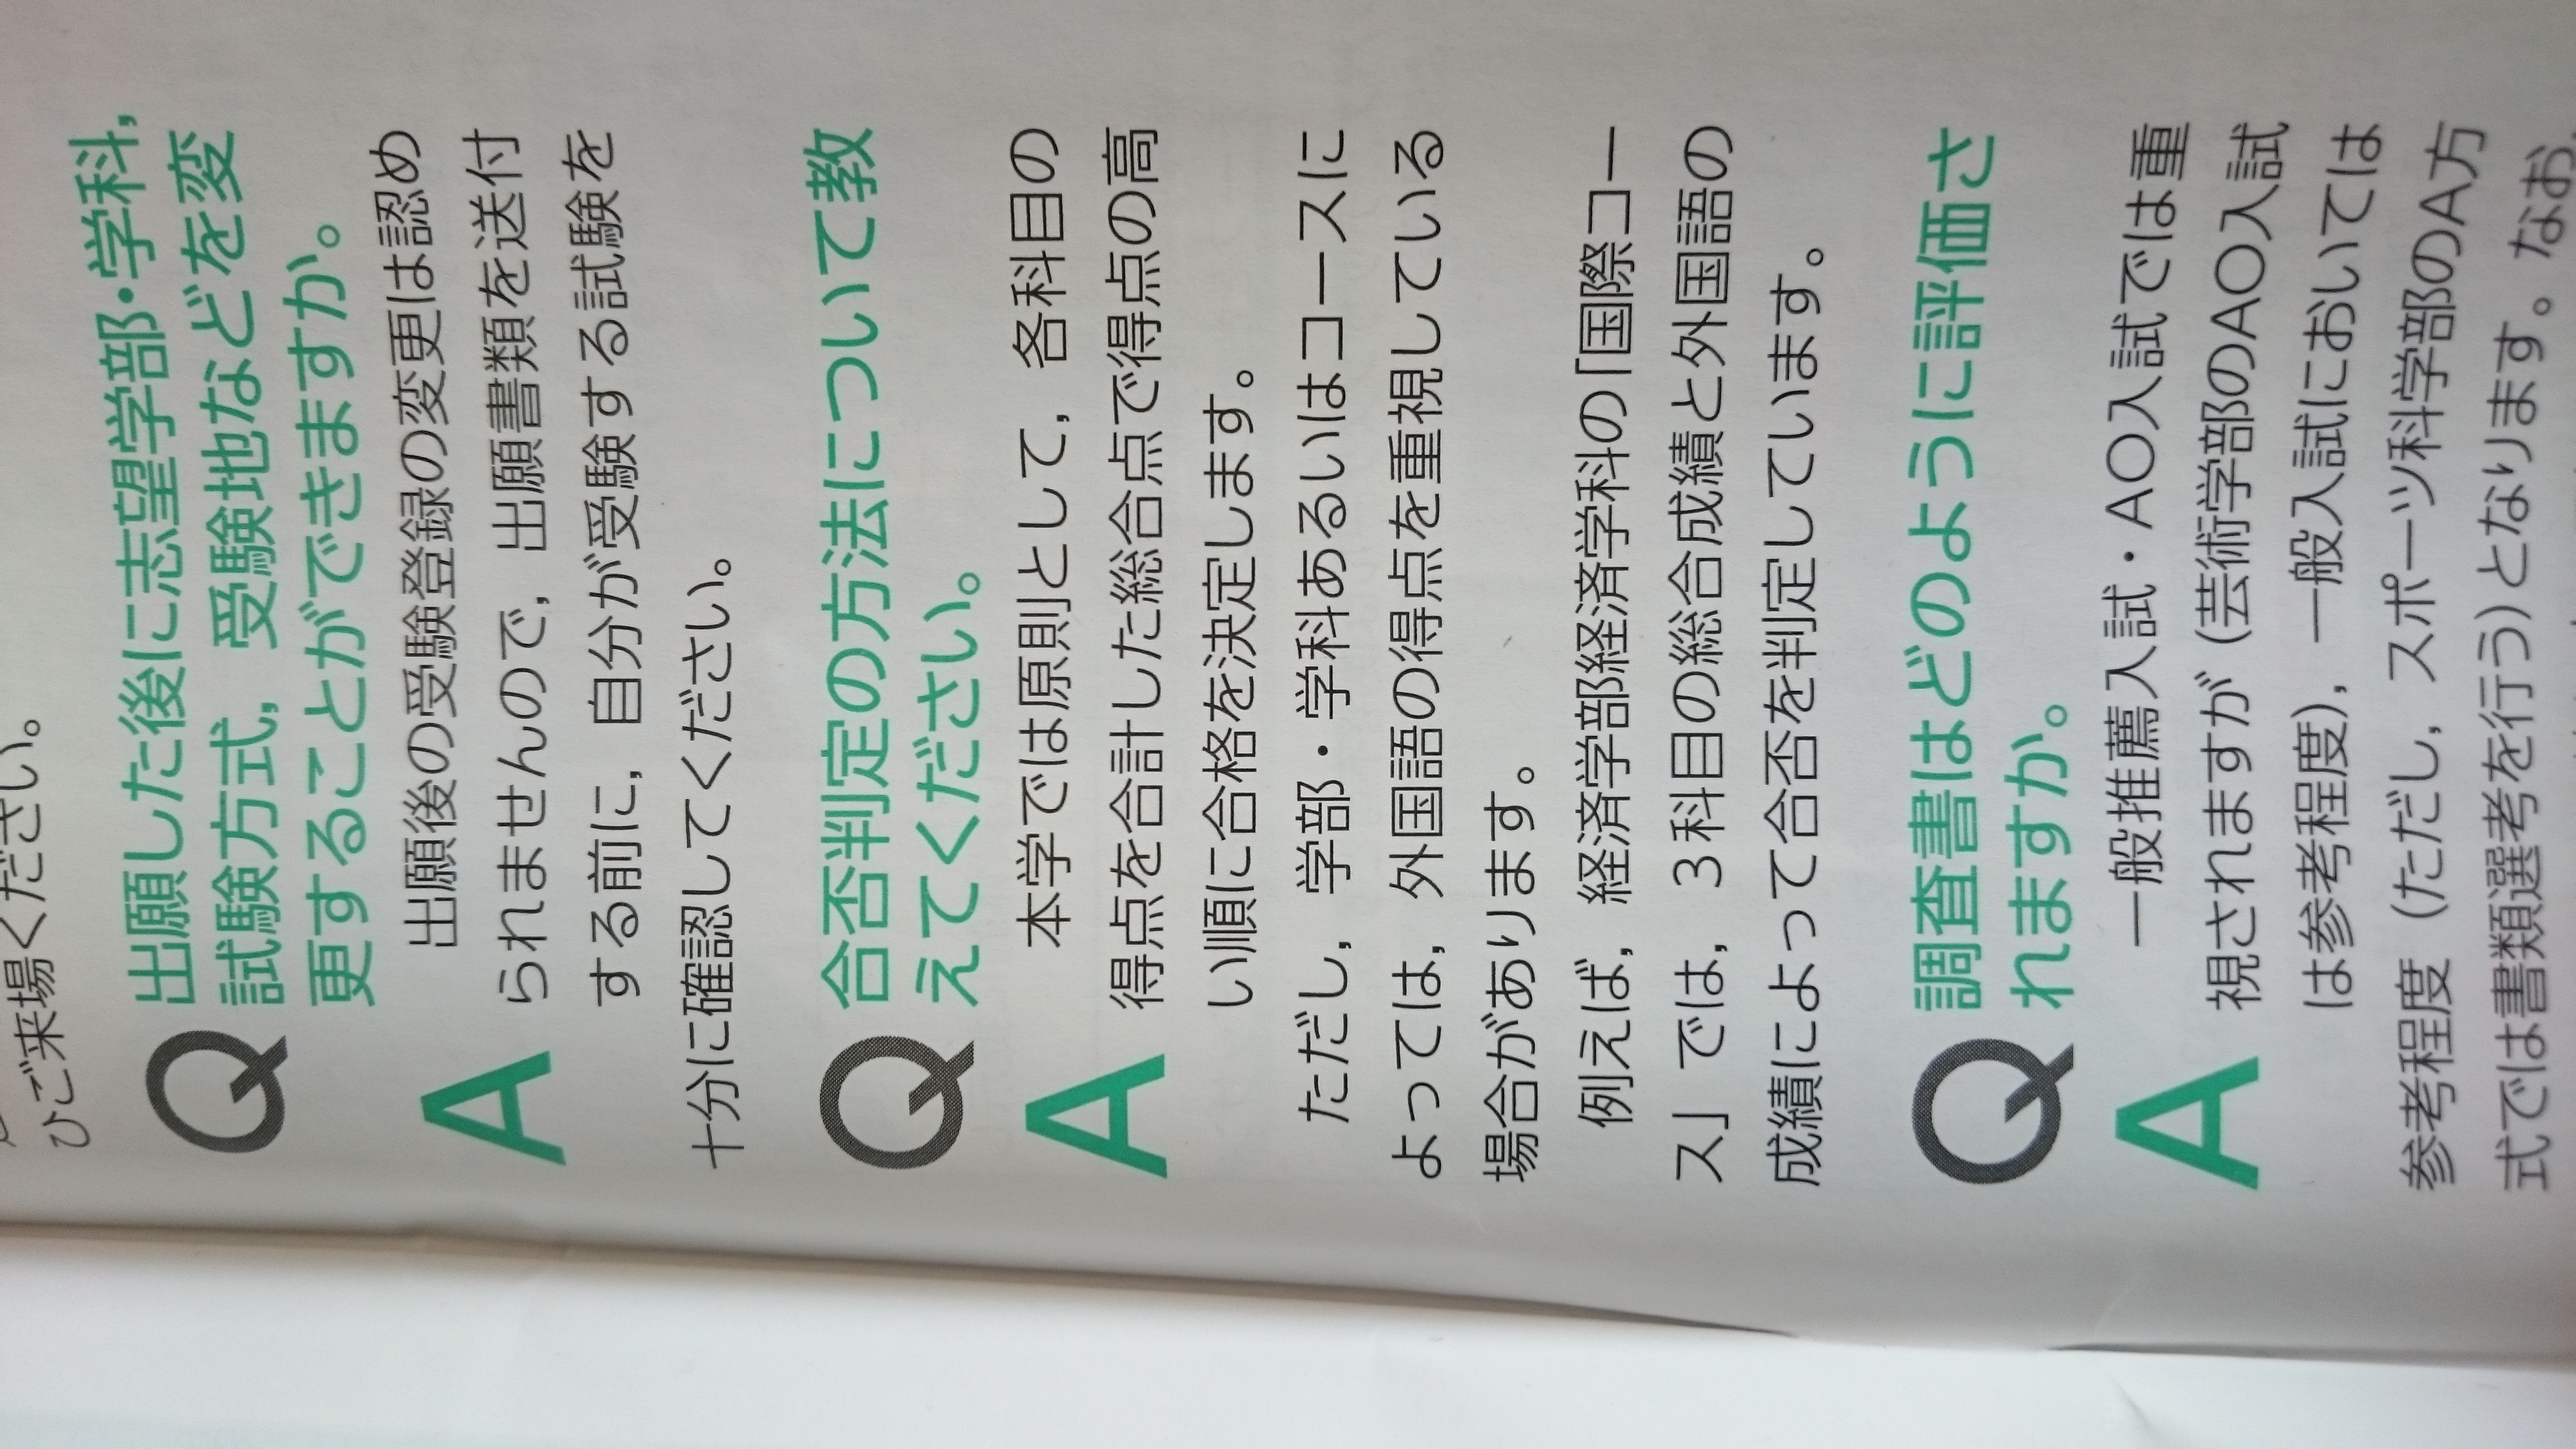 ひご来場ください。
Q 出願した後に志望学部・学科,
試験方式，受験地などを変
更することができますか。
A 出願後の受験登録の変更は認め
られませんので，出願書類を送付
する前に，自分が受験する試験を
十分に確認してください。
Q 合否判定の方法について教
えてください。
A 本学では原則として，各科目の
得点を合計した総合点で得点の高
い順に合格を決定します。
ただし，学部・学科あるいはコースに
よっては，外国語の得点を重視している
場合があります。
例えば，経済学部経済学科の「国際コー
ス」では，３科目の総合成績と外国語の
成績によって合否を判定しています。
Q 調査書はどのように評価さ
れますか。
A 一般推薦入試・ＡＯ入試では重
視されますが（芸術学部のＡＯ入試
は参考程度），一般入試においては
参考程度（ただし，スポーツ科学部のＡ方
式では書類選考を行う）となります。なお